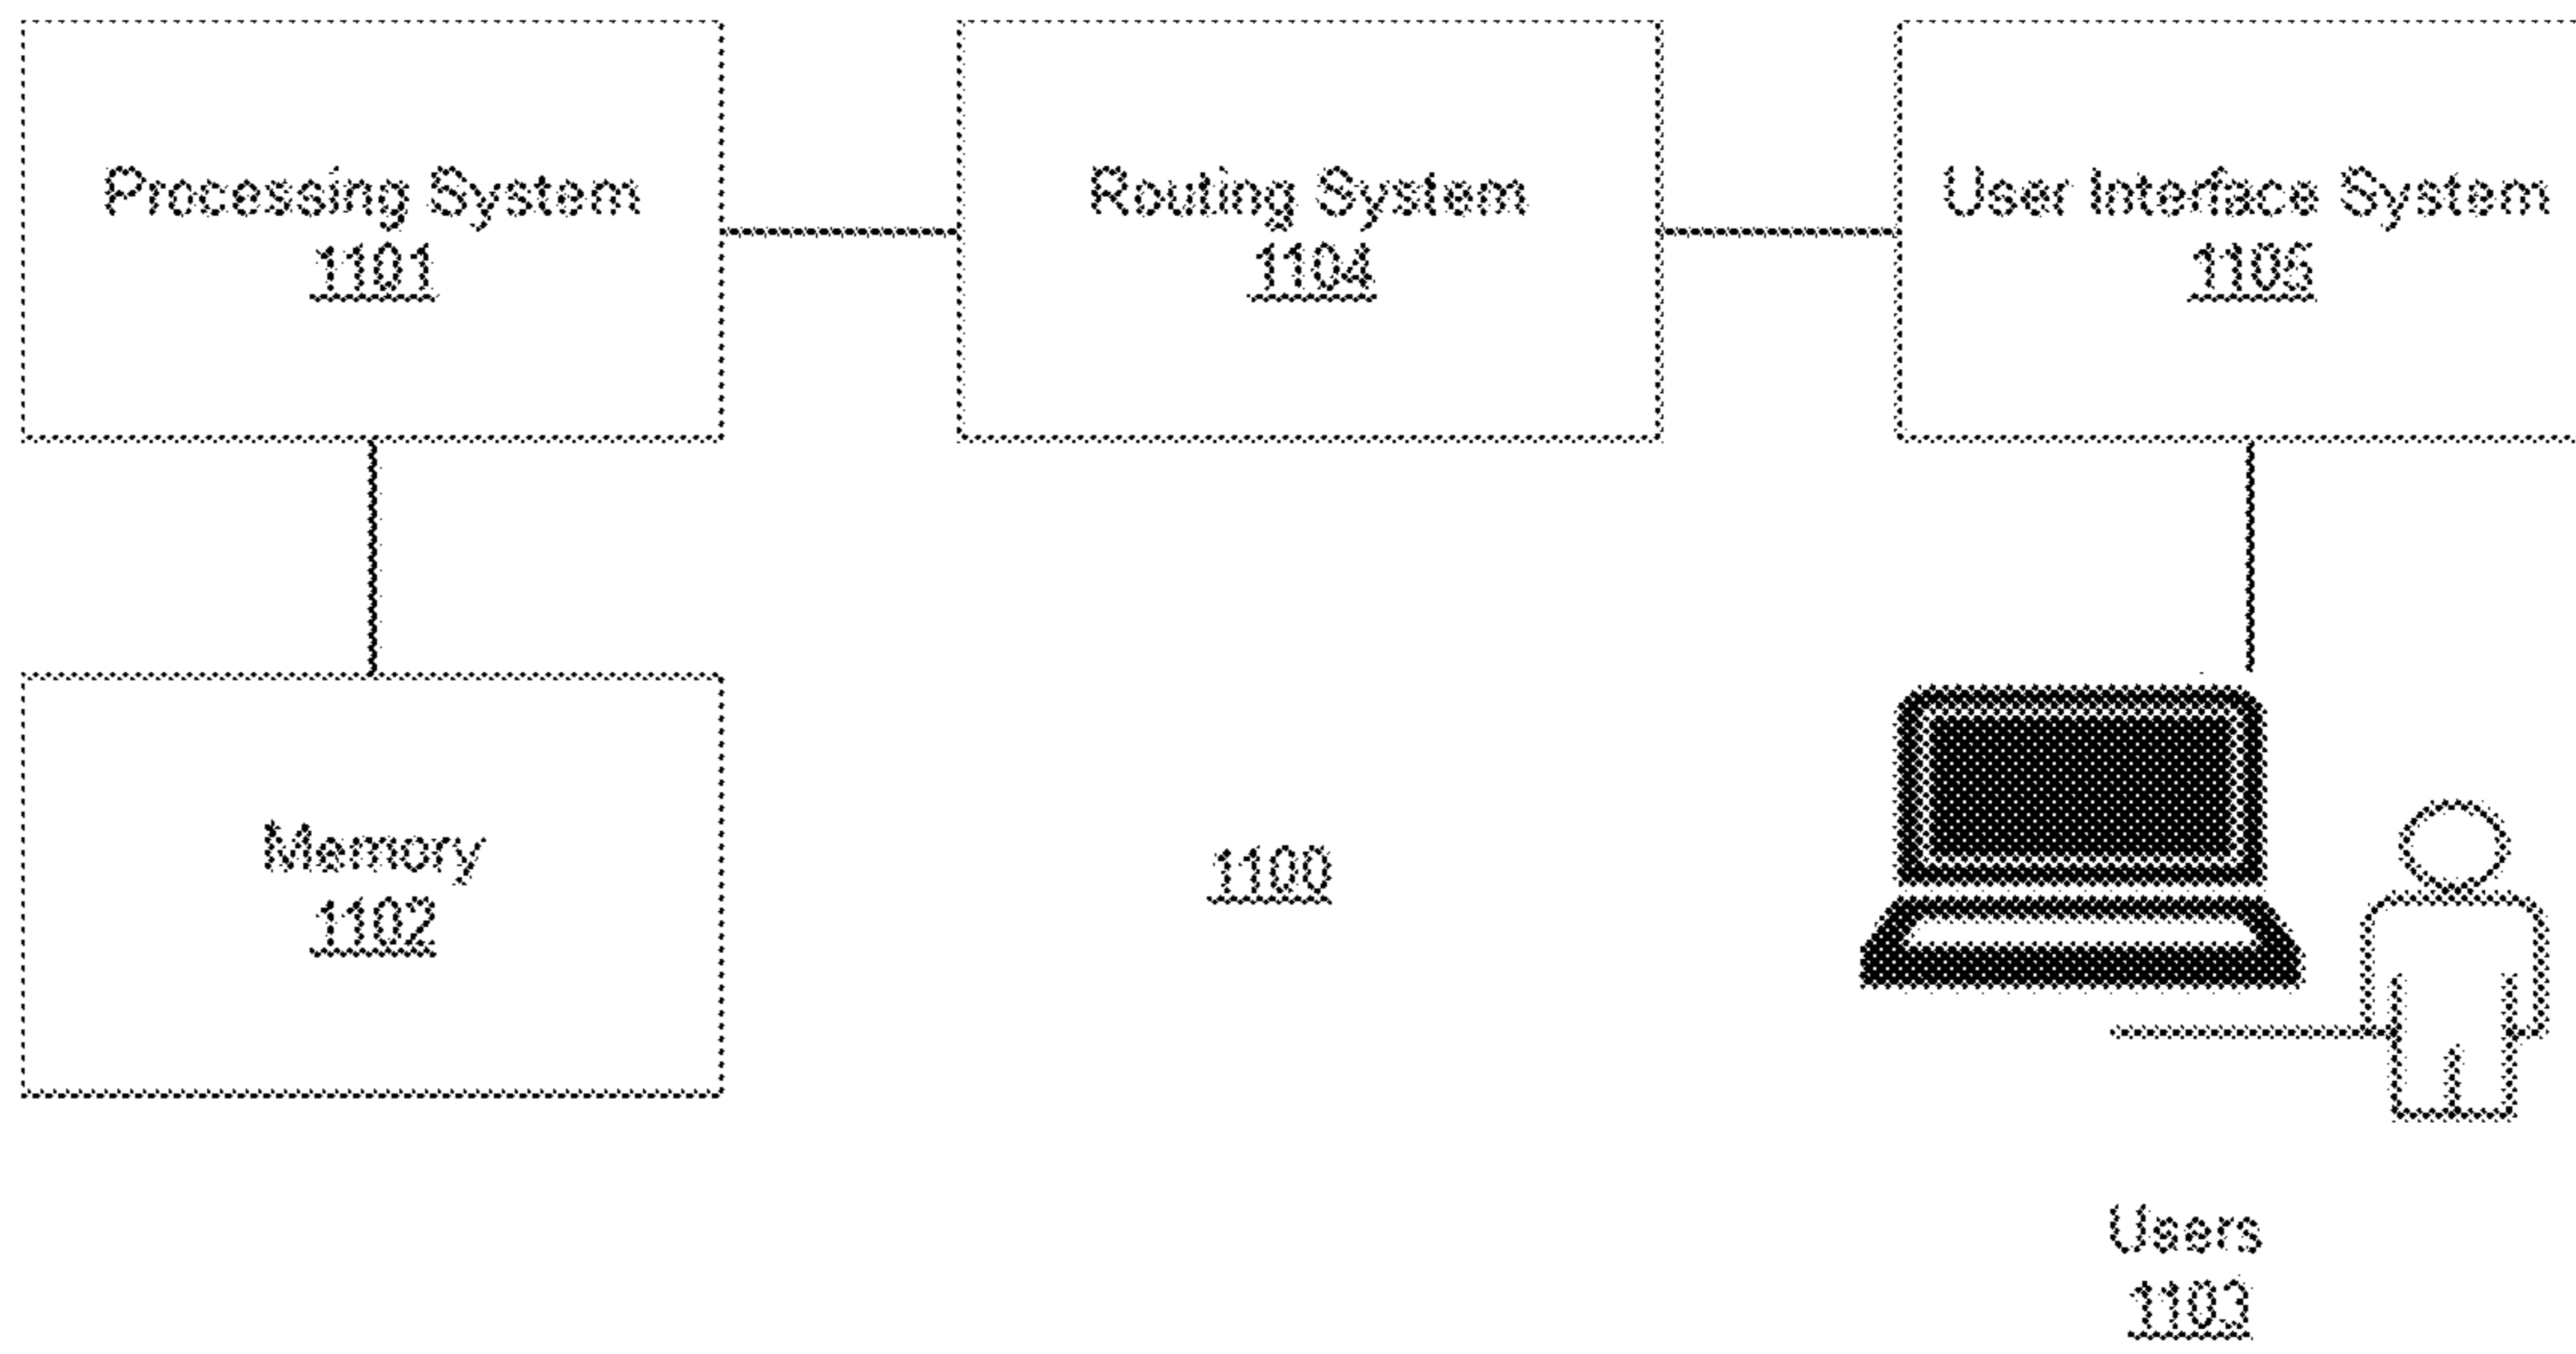 Processing System
1101
Routing System
1104
User Interface System
1105
Memory
1102
1100
Users
1103